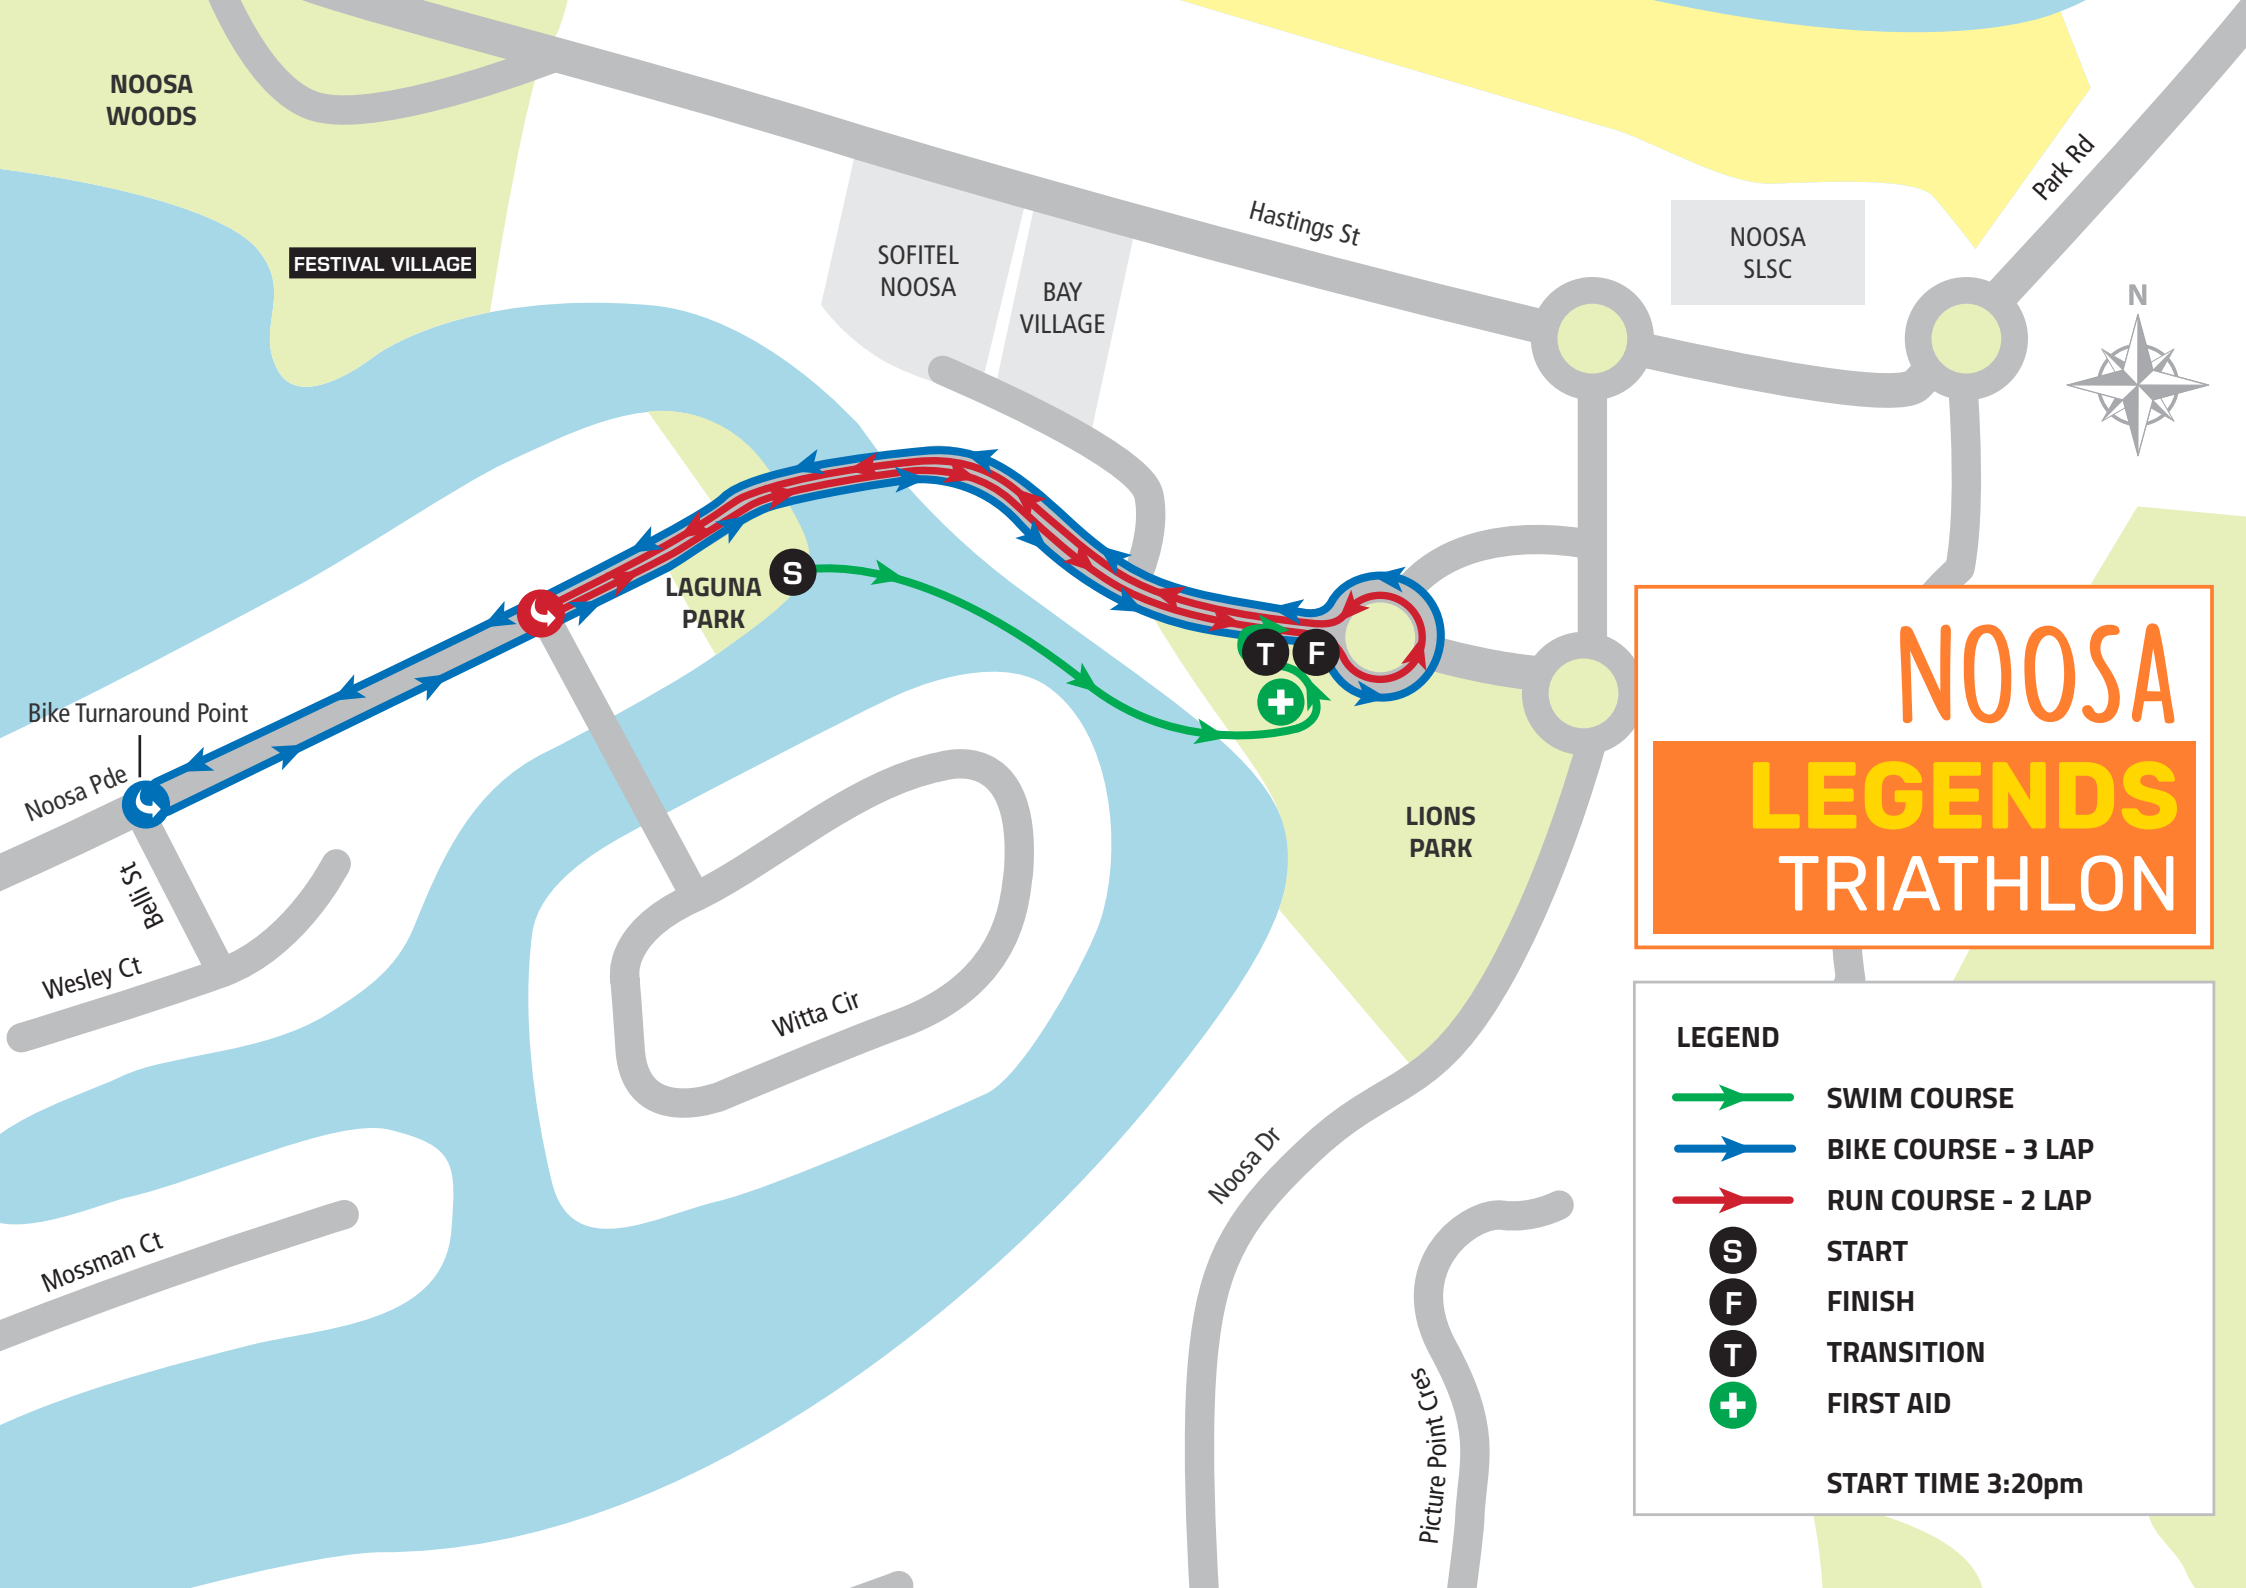 NOOSA
WOODS
FESTIVAL VILLAGE
Hastings St
Park Rd
SOFITEL
NOOSA
BAY
VILLAGE
NOOSA
SLSC
N
S
LAGUNA
PARK
T
F
Bike Turnaround Point
Noosa Pde
Belli St
Wesley Ct
Witta Cir
Mossman Ct
LIONS
PARK
Noosa Dr
Picture Point Cres
NOOSA
LEGENDS
TRIATHLON
LEGEND
SWIM COURSE
BIKE COURSE - 3 LAP
RUN COURSE - 2 LAP
S START
F FINISH
T TRANSITION
FIRST AID
START TIME 3:20pm